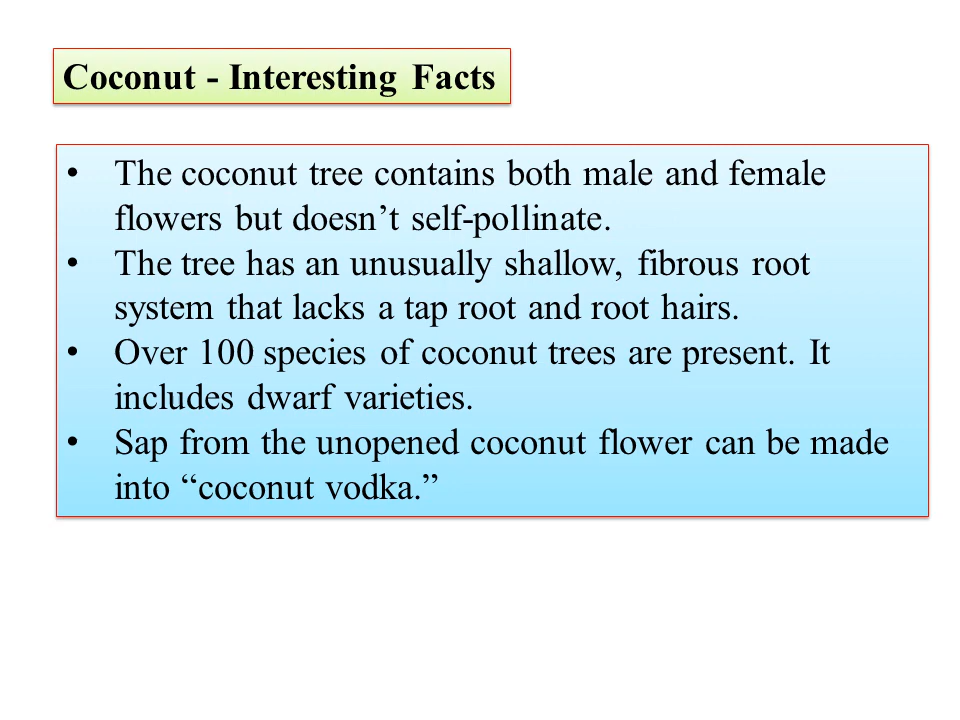 Coconut - Interesting Facts
• The coconut tree contains both male and female
flowers but doesn’t self-pollinate.
• The tree has an unusually shallow, fibrous root
system that lacks a tap root and root hairs.
• Over 100 species of coconut trees are present. It
includes dwarf varieties.
• Sap from the unopened coconut flower can be made
into “coconut vodka.”